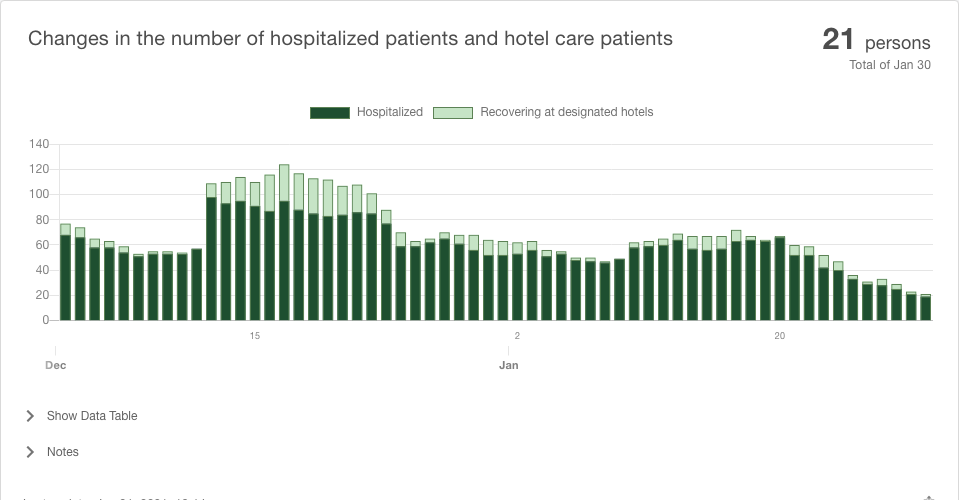 Changes in the number of hospitalized patients and hotel care patients
21 persons
Total of Jan 30
Hospitalized
Recovering at designated hotels
140
120
100
80
60
40
20
0
15
2
20
Dec
Jan
Show Data Table
Notes